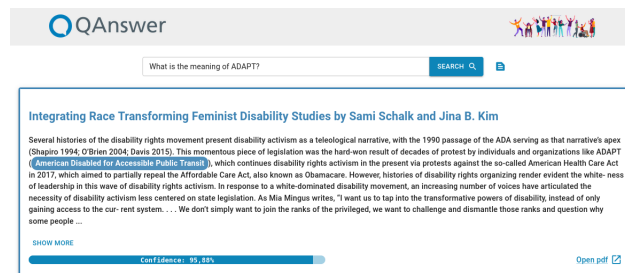 QAnswer
What is the meaning of ADAPT?
SEARCH
Integrating Race Transforming Feminist Disability Studies by Sami Schalk and Jina B. Kim
Several histories of the disability rights movement present disability activism as a teleological narrative, with the 1990 passage of the ADA serving as that narrative's apex
(Shapiro 1994; O'Brien 2004; Davis 2015). This momentous piece of legislation was the hard-won result of decades of protest by individuals and organizations like ADAPT
( American Disabled for Accessible Public Transit ), which continues disability rights activism in the present via protests against the so-called American Health Care Act
in 2017, which aimed to partially repeal the Affordable Care Act, also known as Obamacare. However, histories of disability rights organizing render evident the white- ness
of leadership in this wave of disability rights activism. In response to a white-dominated disability movement, an increasing number of voices have articulated the
necessity of disability activism less centered on state legislation. As Mia Mingus writes, "I want us to tap into the transformative powers of disability, instead of only
gaining access to the cur- rent system. . . . We don't simply want to join the ranks of the privileged, we want to challenge and dismantle those ranks and question why
some people ...
SHOW MORE
Confidence: 95,88%
Open pdf